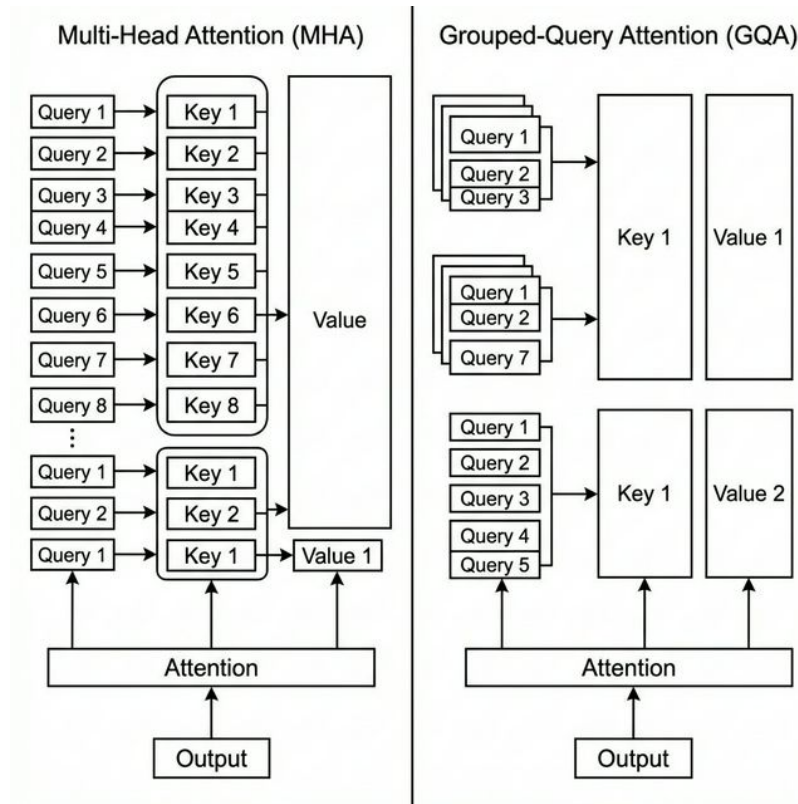 Multi-Head Attention (MHA)
Query 1
Key 1
Query 2
Key 2
Query 3
Key 3
Query 4
Key 4
Query 5
Key 5
Query 6
Key 6
Value
Query 7
Key 7
Query 8
Key 8
Query 1
Key 1
Query 2
Key 2
Query 1
Key 1
Value 1
Attention
Output
Grouped-Query Attention (GQA)
Query 1
Query 2
Query 3
Key 1
Value 1
Query 1
Query 2
Query 7
Query 1
Query 2
Query 3
Query 4
Query 5
Key 1
Value 2
Attention
Output